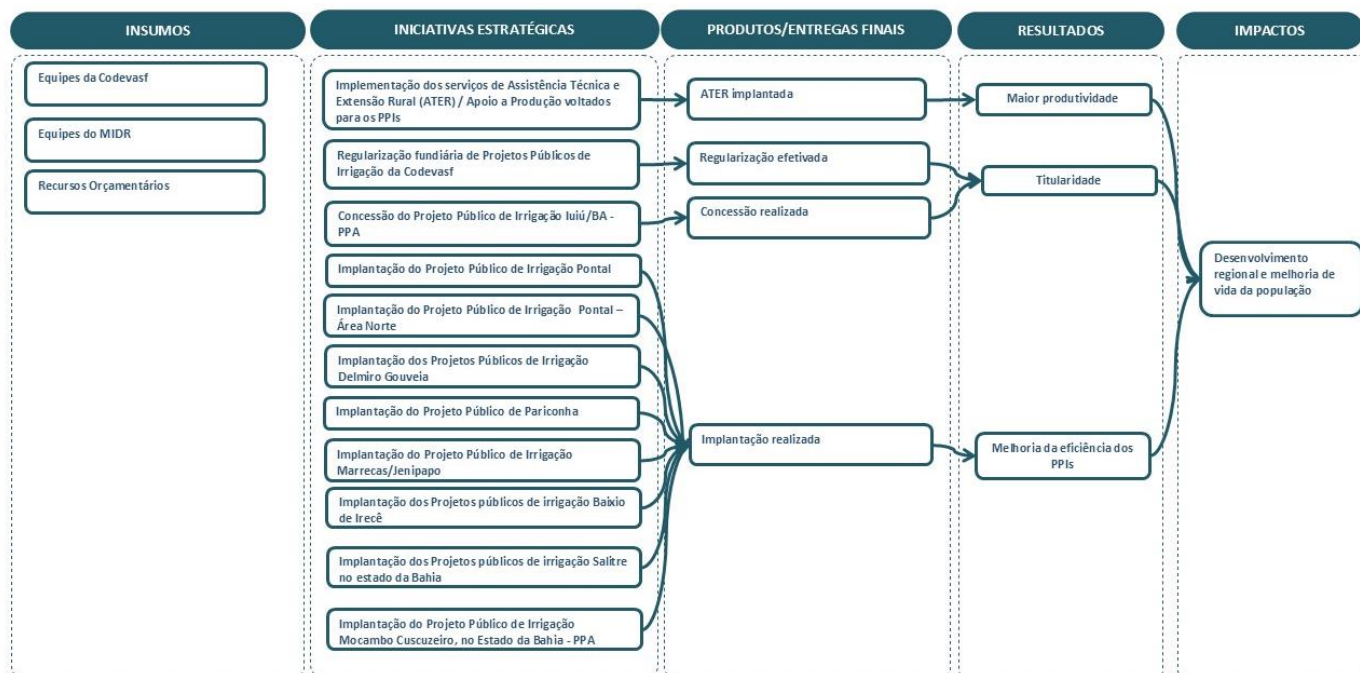 INSUMOS
INICIATIVAS ESTRATÉGICAS
PRODUTOS/ENTREGAS FINAIS
RESULTADOS
IMPACTOS
Equipes da Codevasf
Equipes do MIDR
Recursos Orçamentários
Implementação dos serviços de Assistência Técnica e
Extensão Rural (ATER) / Apoio a Produção voltados
para os PPIs
Regularização fundiária de Projetos Públicos de
Irrigação da Codevasf
Concessão do Projeto Público de Irrigação Iuiú/BA -
PPA
Implantação do Projeto Público de Irrigação Pontal
Implantação do Projeto Público de Irrigação Pontal –
Área Norte
Implantação dos Projetos Públicos de Irrigação
Delmiro Gouveia
Implantação do Projeto Público de Pariconha
Implantação do Projeto Público de Irrigação
Marrecas/Jenipapo
Implantação dos Projetos públicos de irrigação Baixio
de Irecê
Implantação dos Projetos públicos de irrigação Salitre
no estado da Bahia
Implantação do Projeto Público de Irrigação
Mocambo Cuscuzeiro, no Estado da Bahia - PPA
ATER implantada
Regularização efetivada
Concessão realizada
Implantação realizada
Maior produtividade
Titularidade
Melhoria da eficiência dos
PPIs
Desenvolvimento
regional e melhoria de
vida da população